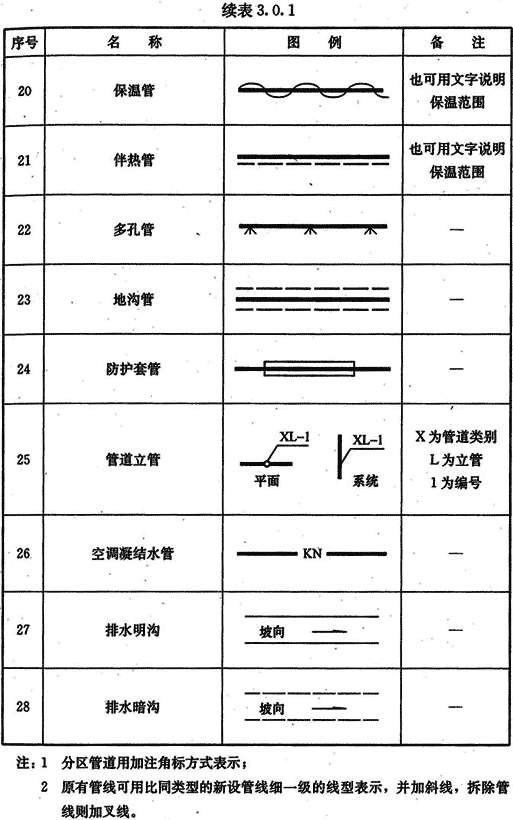 续表3.0.1
序号 名 称 图 例 备 注
20 保温管 也可用文字说明
保温范围
21 伴热管 也可用文字说明
保温范围
22 多孔管 —
23 地沟管 —
24 防护套管 —
25 管道立管 XL-1 平面 XL-1 系统 X为管道类别
L为立管
1为编号
26 空调凝结水管 KN —
27 排水明沟 坡向 —
28 排水暗沟 坡向 —
注：1 分区管道用加注角标方式表示；
2 原有管线可用比同类型的新设管线细一级的线型表示，并加斜线，拆除管
线则加叉线。